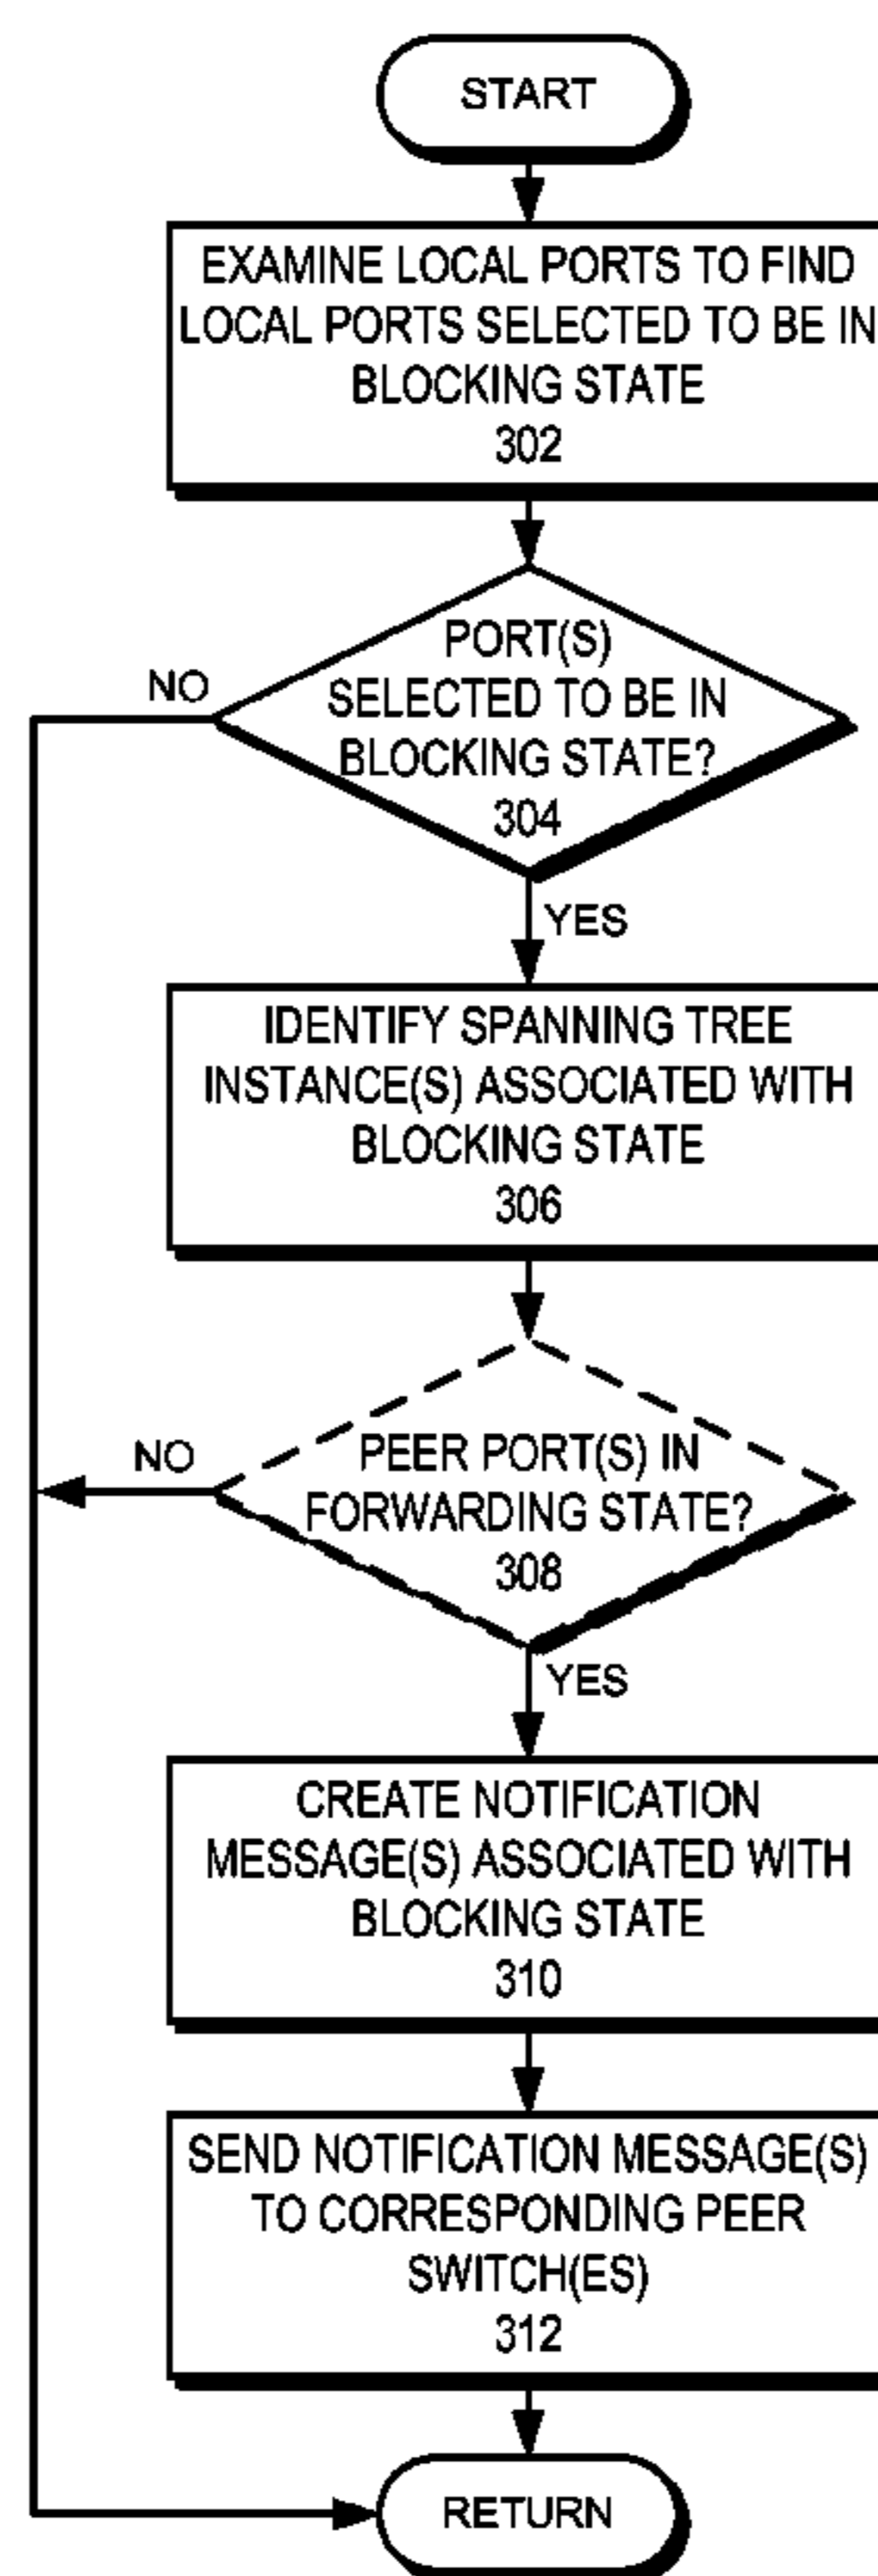 START
EXAMINE LOCAL PORTS TO FIND
LOCAL PORTS SELECTED TO BE IN
BLOCKING STATE
302
PORT(S)
SELECTED TO BE IN
BLOCKING STATE?
304
NO
YES
IDENTIFY SPANNING TREE
INSTANCE(S) ASSOCIATED WITH
BLOCKING STATE
306
PEER PORT(S) IN
FORWARDING STATE?
308
NO
YES
CREATE NOTIFICATION
MESSAGE(S) ASSOCIATED WITH
BLOCKING STATE
310
SEND NOTIFICATION MESSAGE(S)
TO CORRESPONDING PEER
SWITCH(ES)
312
RETURN